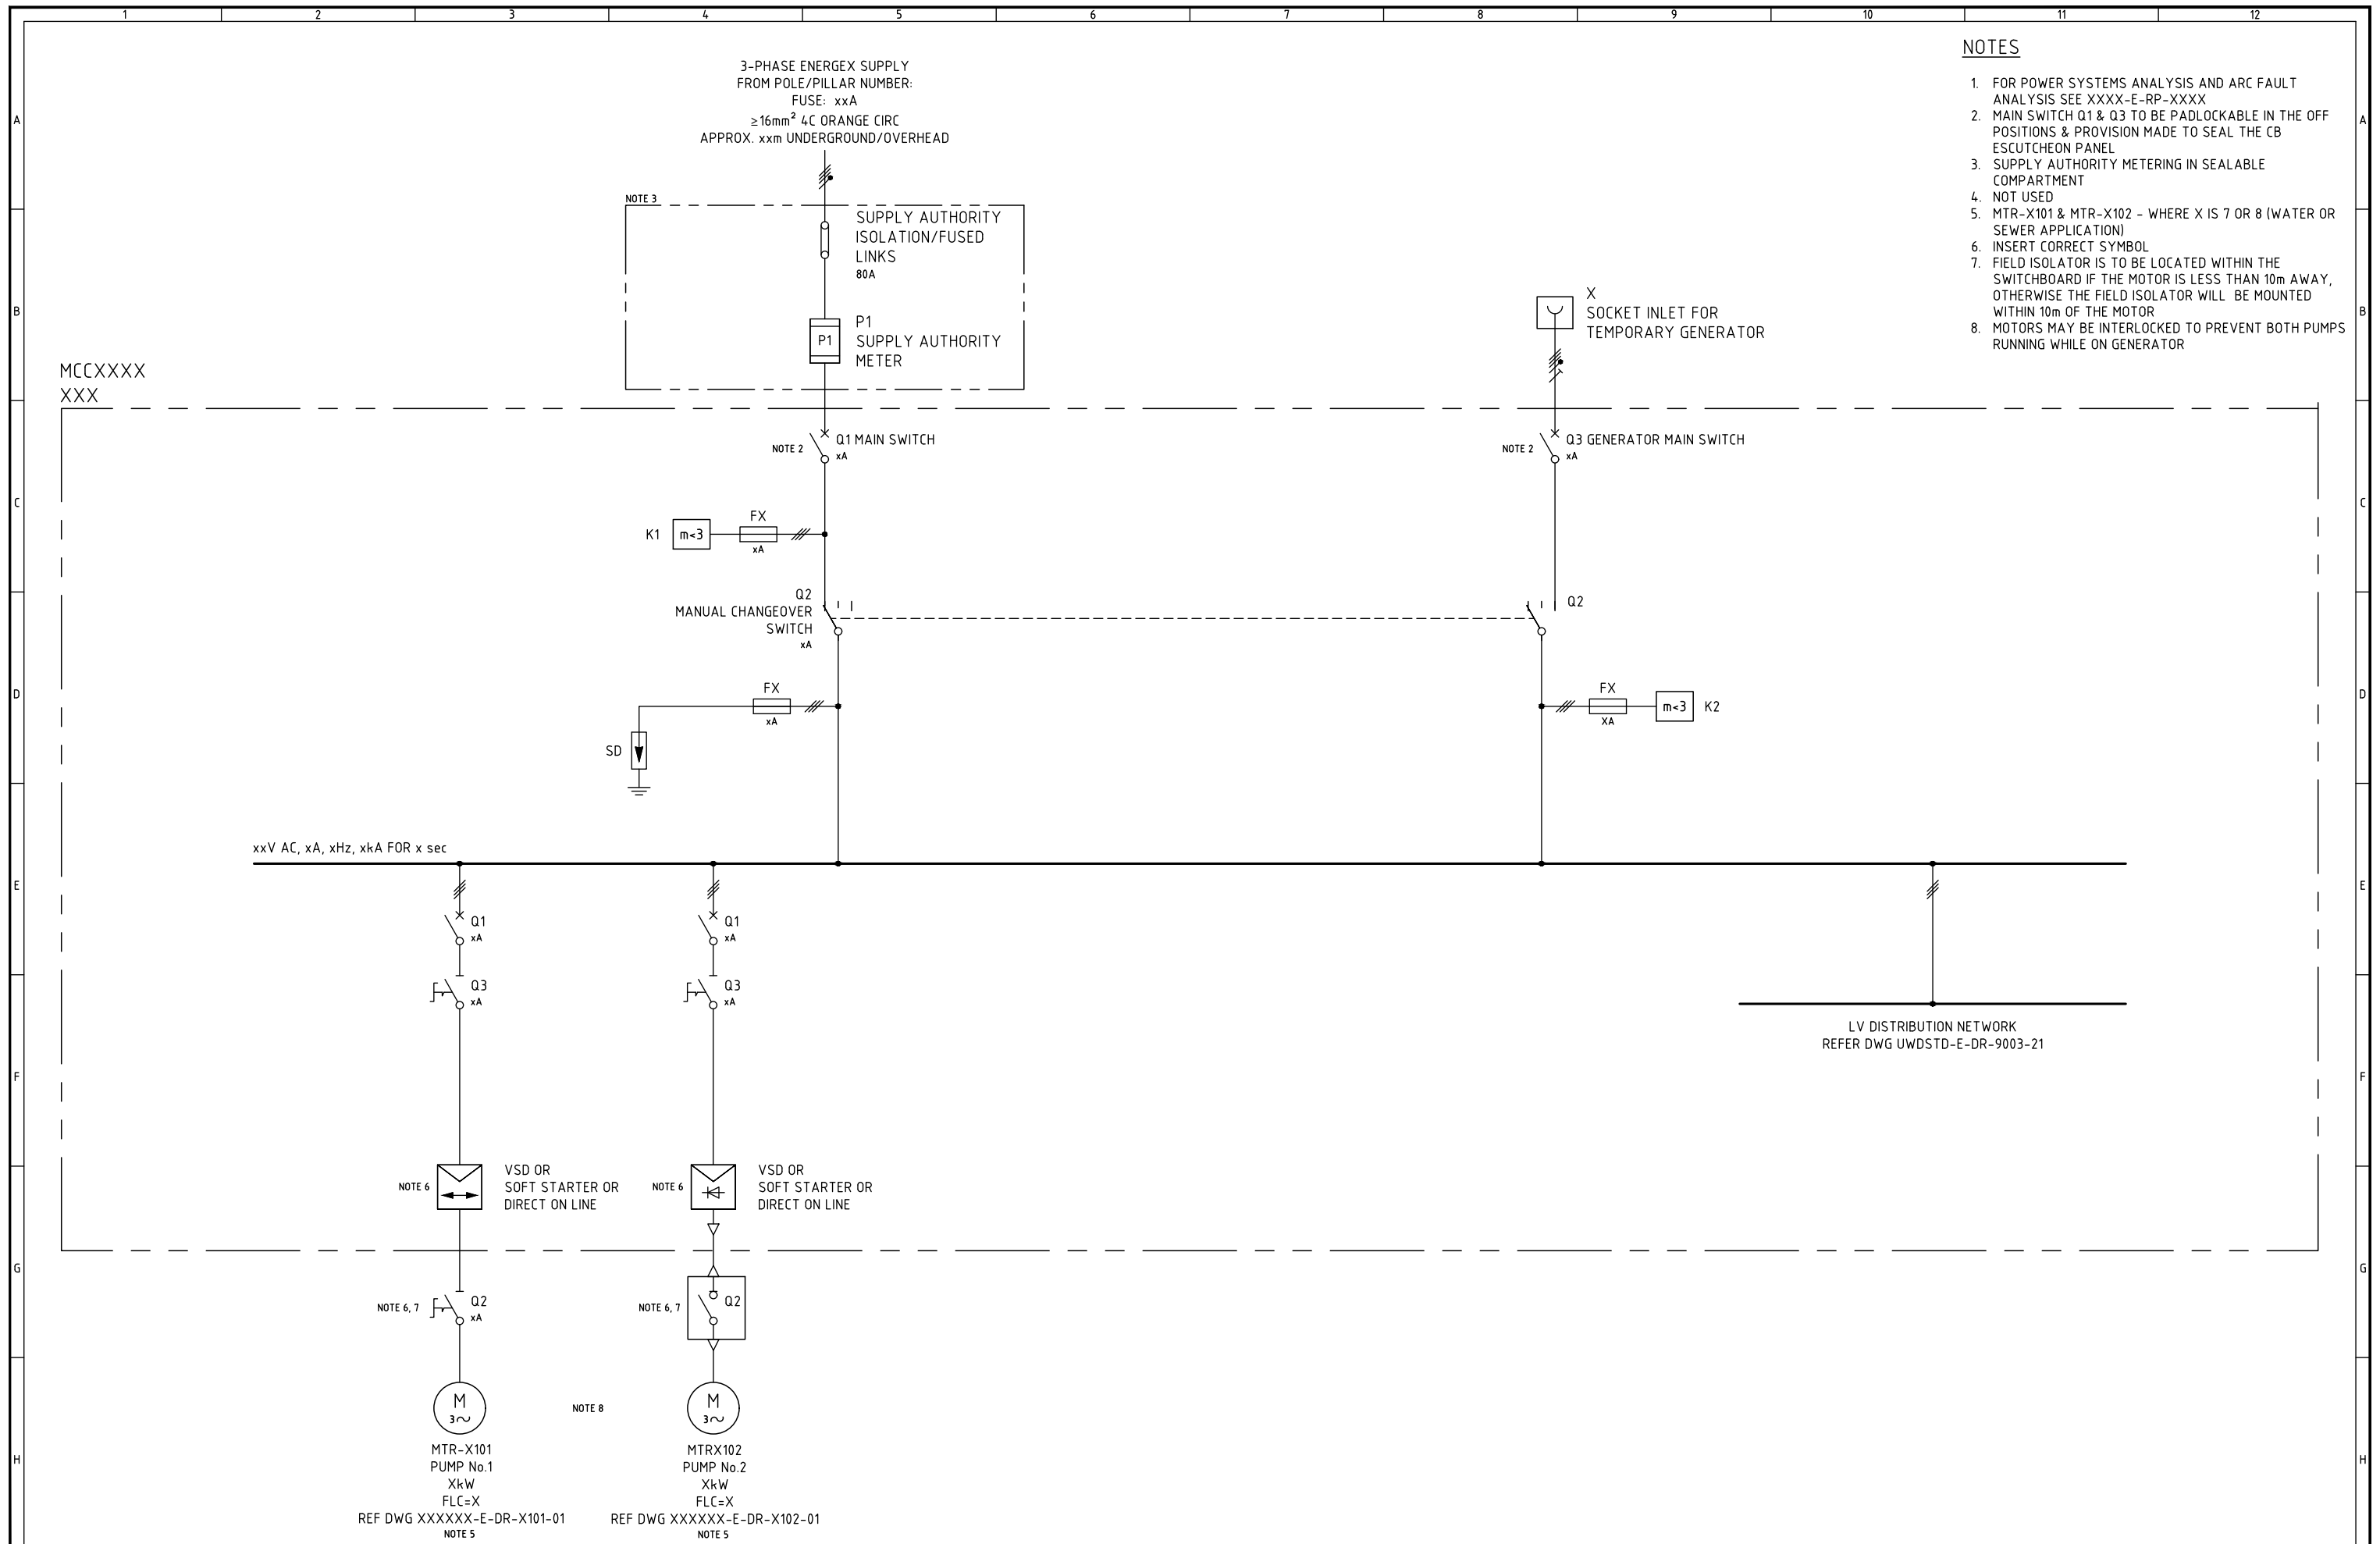 1 2 3 4 5 6 7 8 9 10 11 12
A A
B B
C C
D D
E E
F F
G G
H H
3-PHASE ENERGEX SUPPLY
FROM POLE/PILLAR NUMBER:
FUSE: xxA
≥16mm² 4C ORANGE CIRC
APPROX. xxm UNDERGROUND/OVERHEAD
NOTES
1. FOR POWER SYSTEMS ANALYSIS AND ARC FAULT
ANALYSIS SEE XXXX-E-RP-XXXX
2. MAIN SWITCH Q1 & Q3 TO BE PADLOCKABLE IN THE OFF
POSITIONS & PROVISION MADE TO SEAL THE CB
ESCUTCHEON PANEL
3. SUPPLY AUTHORITY METERING IN SEALABLE
COMPARTMENT
4. NOT USED
5. MTR-X101 & MTR-X102 - WHERE X IS 7 OR 8 (WATER OR
SEWER APPLICATION)
6. INSERT CORRECT SYMBOL
7. FIELD ISOLATOR IS TO BE LOCATED WITHIN THE
SWITCHBOARD IF THE MOTOR IS LESS THAN 10m AWAY,
OTHERWISE THE FIELD ISOLATOR WILL BE MOUNTED
WITHIN 10m OF THE MOTOR
8. MOTORS MAY BE INTERLOCKED TO PREVENT BOTH PUMPS
RUNNING WHILE ON GENERATOR
NOTE 3
SUPPLY AUTHORITY
ISOLATION/FUSED
LINKS
80A
P1
P1
SUPPLY AUTHORITY
METER
X
SOCKET INLET FOR
TEMPORARY GENERATOR
MCCXXXX
XXX
NOTE 2
Q1 MAIN SWITCH
xA
NOTE 2
Q3 GENERATOR MAIN SWITCH
xA
K1
m<3
FX
xA
Q2
MANUAL CHANGEOVER
SWITCH
xA
Q2
FX
xA
SD
FX
XA
m<3
K2
xxV AC, xA, xHz, xkA FOR x sec
Q1
xA
Q1
xA
Q3
xA
Q3
xA
LV DISTRIBUTION NETWORK
REFER DWG UWDSTD-E-DR-9003-21
NOTE 6
VSD OR
SOFT STARTER OR
DIRECT ON LINE
NOTE 6
VSD OR
SOFT STARTER OR
DIRECT ON LINE
NOTE 6, 7
Q2
xA
NOTE 6, 7
Q2
M
3~
NOTE 8
M
3~
MTR-X101
PUMP No.1
XkW
FLC=X
REF DWG XXXXXX-E-DR-X101-01
NOTE 5
MTRX102
PUMP No.2
XkW
FLC=X
REF DWG XXXXXX-E-DR-X102-01
NOTE 5